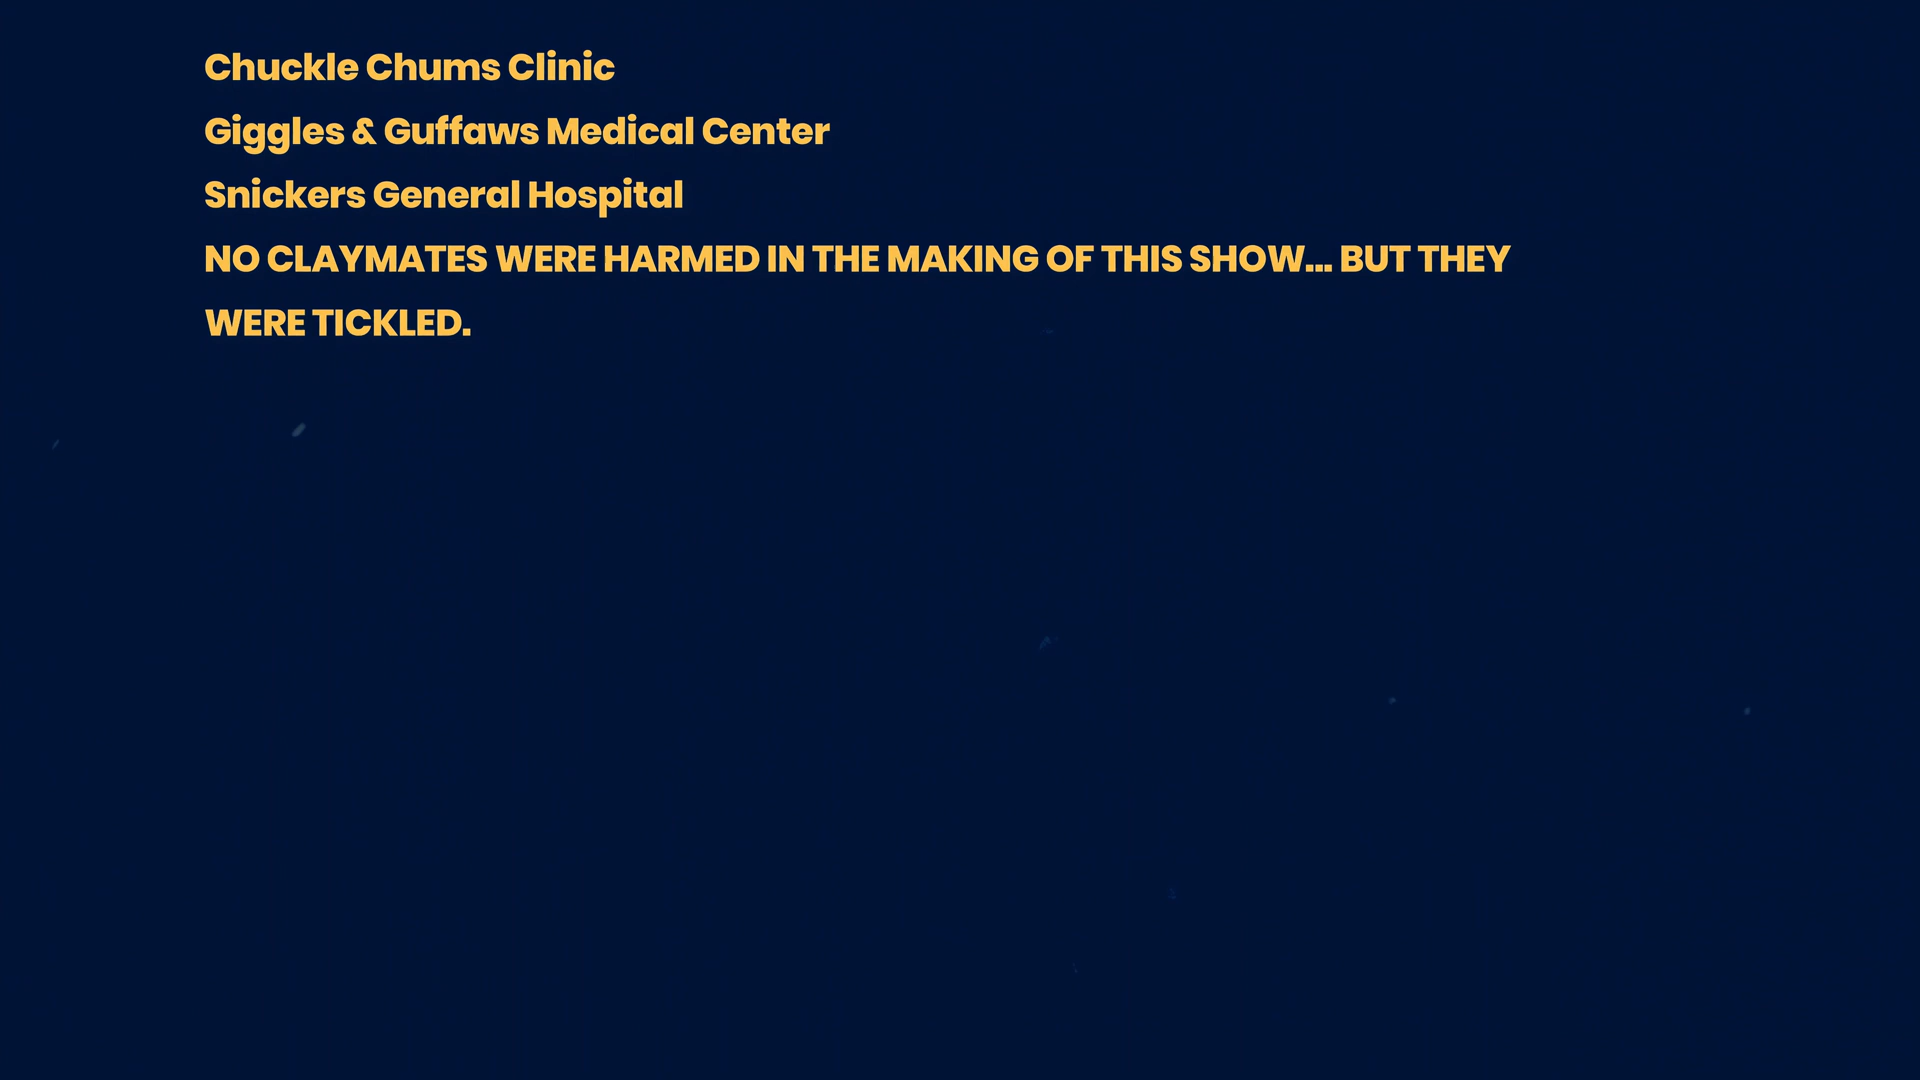 Chuckle Chums Clinic
Giggles & Guffaws Medical Center
Snickers General Hospital
NO CLAYMATES WERE HARMED IN THE MAKING OF THIS SHOW... BUT THEY
WERE TICKLED.